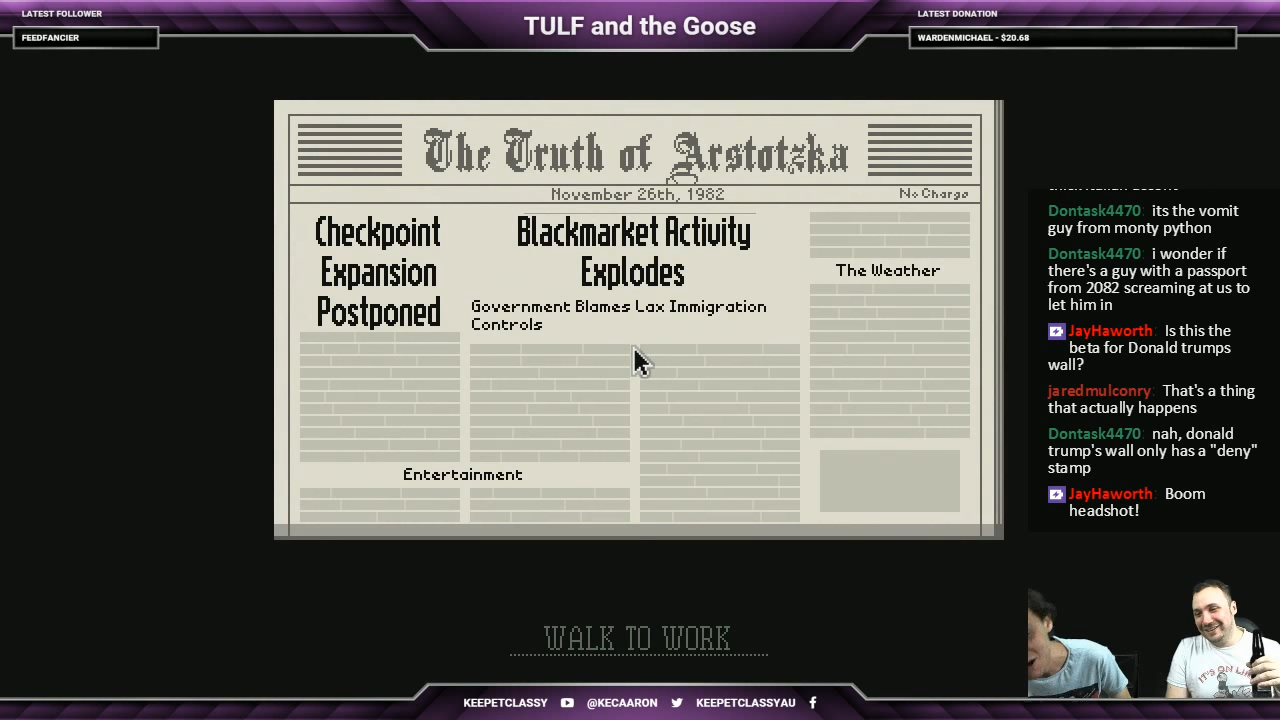 LATEST FOLLOWER
FEEDFANCIER
TULF and the Goose
LATEST DONATION
WARDENMICHAEL - $20.68
The Truth of Arstotzka
November 26th, 1982
No Charge
Checkpoint
Expansion
Postponed
Blackmarket Activity
Explodes
Government Blames Lax Immigration
Controls
The Weather
Entertainment
WALK TO WORK
Dontask4470: its the vomit
guy from monty python
Dontask4470: i wonder if
there's a guy with a passport
from 2082 screaming at us to
let him in
JayHaworth: Is this the
beta for Donald trumps
wall?
jaredmulconry: That's a thing
that actually happens
Dontask4470: nah, donald
trump's wall only has a "deny"
stamp
JayHaworth: Boom
headshot!
IT'S ON LIK
KEEPETCLASSY
@KECAARON
KEEPETCLASSYAU